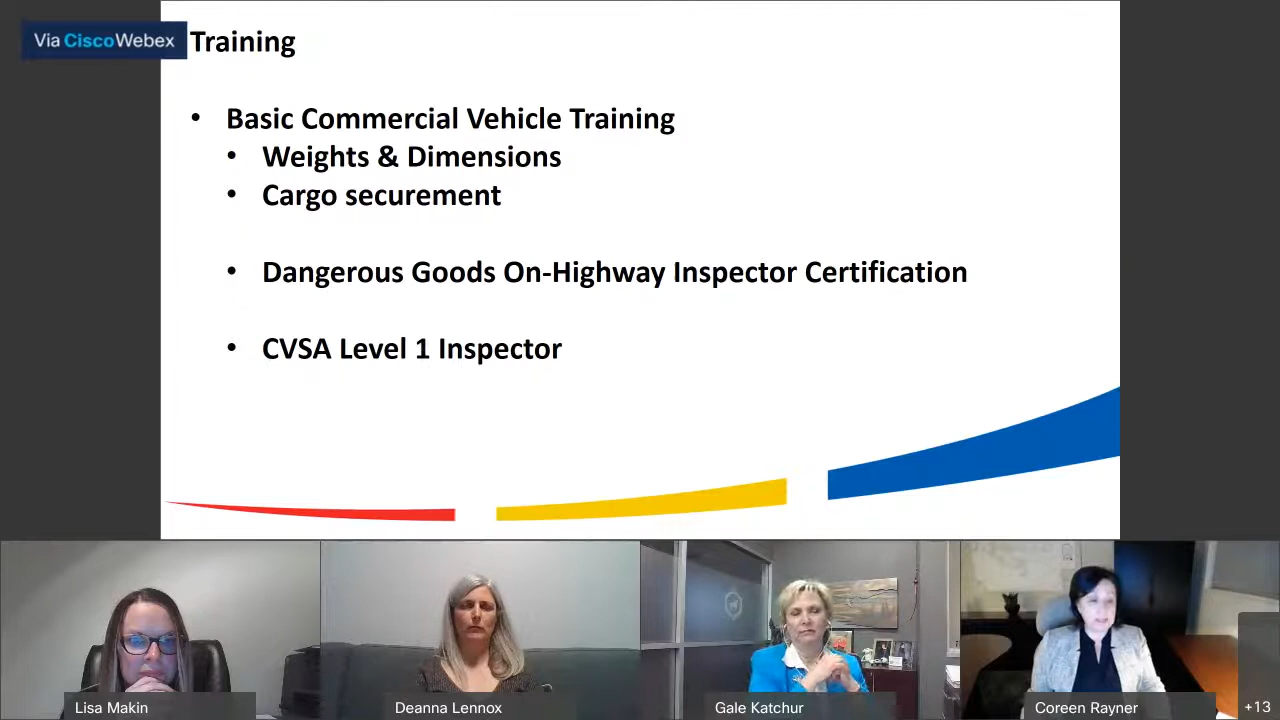 Via CiscoWebex
Training
• Basic Commercial Vehicle Training
• Weights & Dimensions
• Cargo securement
• Dangerous Goods On-Highway Inspector Certification
• CVSA Level 1 Inspector
Lisa Makin
Deanna Lennox
Gale Katchur
Coreen Rayner
+13